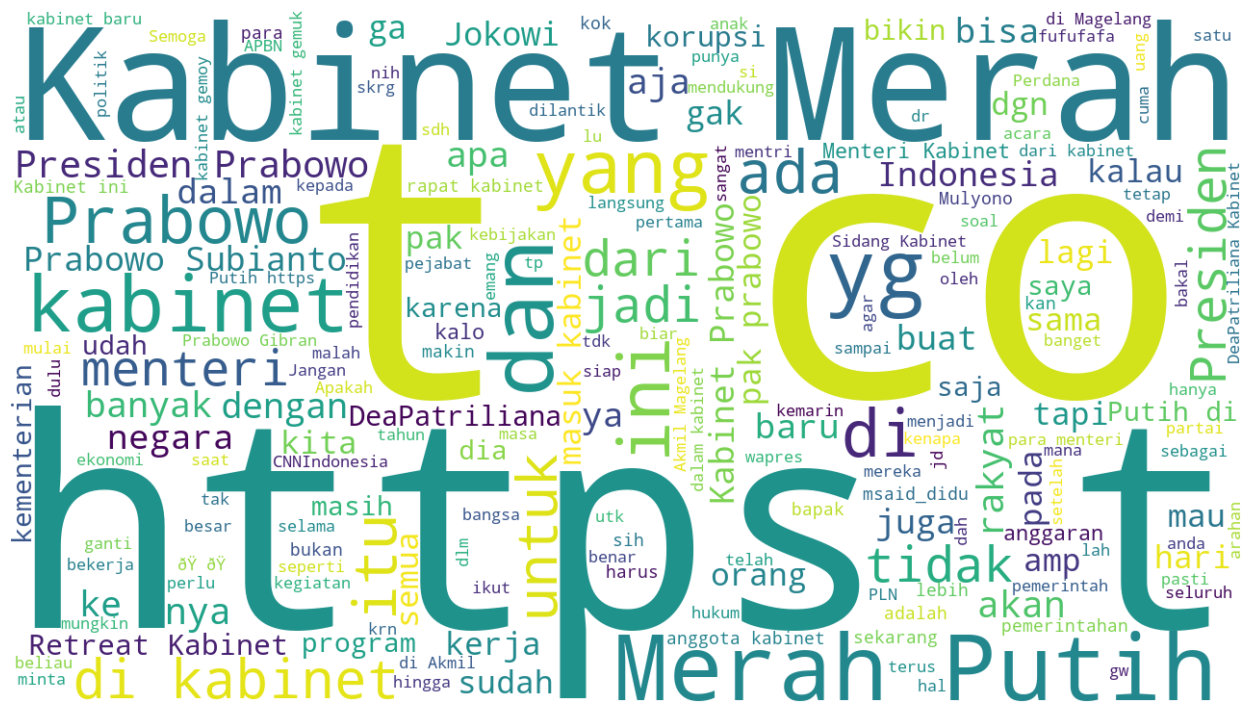 Kabinet Merah
t co
https t
Merah Putih
kabinet baru
Semoga
para
APBN
kabinet gemuk
kabinet gemoy
politik
atau
nih
skrg
ga
Jokowi
kok
anak
punya
korupsi
aja
si
mendukung
gak
dilantik
bikin
bisa
di Magelang
fufufafa
satu
uang
cuma
Perdana
dgn
acara
dr
sdh
lu
Presiden Prabowo
apa
yang
mentri
sangat
ada
Menteri Kabinet
dari kabinet
Indonesia
kalau
Kabinet ini
dalam
kepada
rapat kabinet
langsung
Mulyono
tetap
Prabowo
pak
kebijakan
pertama
soal
demi
Presiden
DeaPatriliana Kabinet
Prabowo Subianto
Putih https
pendidikan
pejabat
emang
tp
dan
masuk kabinet
dari
Kabinet Prabowo
pak prabowo
Sidang Kabinet
belum
lagi
yg
oleh
saya
kan
bakal
kabinet
karena
jadi
agar
sama
kalo
biar
buat
sampai
banget
mulai
udah
Prabowo Gibran
malah
makin
tdk
ini
Akmil Magelang
dalam kabinet
dulu
menteri
Jangan
Apakah
siap
saja
hanya
kementerian
banyak
dengan
DeaPatriliana
ya
kemarin
menjadi
tapi
Putih di
negara
kita
tahun
masa
dia
untuk
baru
di
kenapa
rakyat
para menteri
partai
ekonomi
saat
CNNIndonesia
wapres
mereka
jd
mana
sebagai
tak
masih
bangsa
msaid_didu
pada
setelah
besar
selama
itu
semua
utk
bapak
juga
dah
anggaran
mau
ganti
ðŸ ðŸ
bukan
dlm
sih
telah
lah
anda
arahan
bekerja
perlu
seperti
benar
orang
tidak
amp
hari
kegiatan
ikut
harus
PLN
lebih
pemerintah
pasti
seluruh
ke
nya
hukum
adalah
akan
mungkin
krn
pemerintahan
Retreat Kabinet
program
kerja
anggota kabinet
sekarang
beliau
di kabinet
di Akmil
terus
minta
hingga
sudah
hal
gw